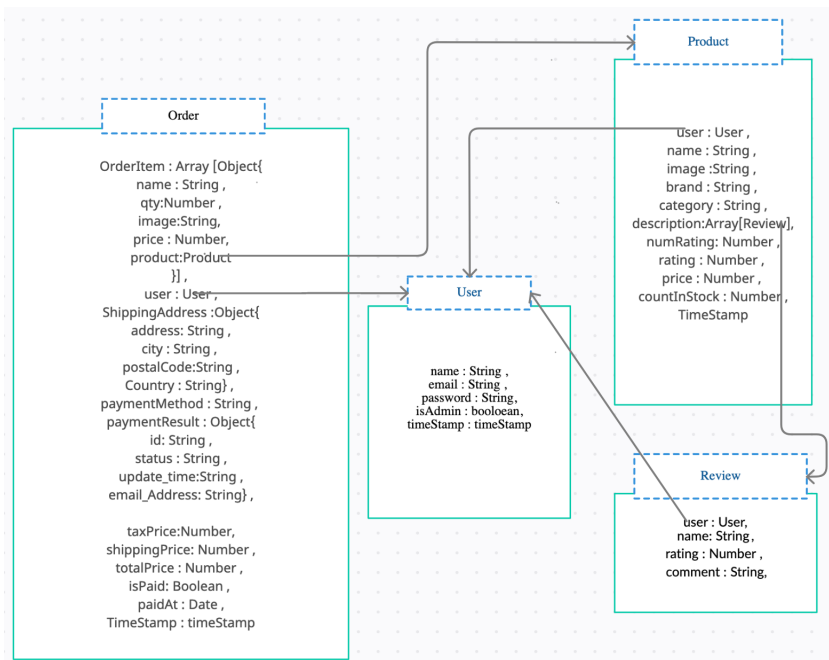 Order
OrderItem : Array [Object{
name : String ,
qty:Number ,
image:String,
price : Number,
product:Product
}] ,
user : User,
ShippingAddress :Object{
address: String ,
city : String ,
postalCode:String ,
Country : String} ,
paymentMethod : String ,
paymentResult : Object{
id: String ,
status : String ,
update_time:String ,
email_Address: String} ,
taxPrice:Number,
shippingPrice: Number ,
totalPrice : Number ,
isPaid: Boolean ,
paidAt : Date ,
TimeStamp : timeStamp
User
name : String ,
email : String ,
password : String,
isAdmin : booloean,
timeStamp : timeStamp
Product
user : User ,
name : String ,
image :String ,
brand : String ,
category : String ,
description:Array[Review],
numRating: Number ,
rating : Number ,
price : Number ,
countInStock : Number ,
TimeStamp
Review
user : User,
name: String ,
rating : Number ,
comment : String,